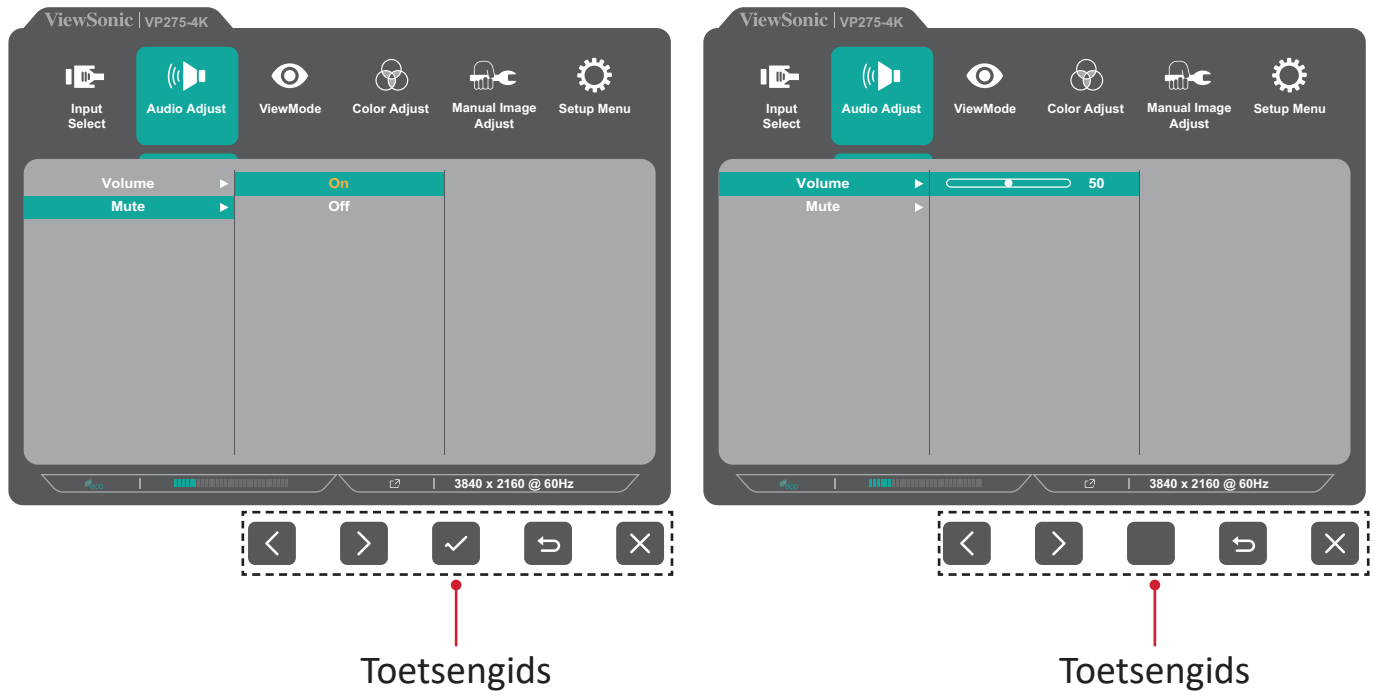 ViewSonic VP275-4K
Input Select
Audio Adjust
ViewMode
Color Adjust
Manual Image Adjust
Setup Menu
Volume
On
Mute
Off
eco
3840 x 2160 @ 60Hz
Toetsengids
ViewSonic VP275-4K
Input Select
Audio Adjust
ViewMode
Color Adjust
Manual Image Adjust
Setup Menu
Volume
50
Mute
eco
3840 x 2160 @ 60Hz
Toetsengids